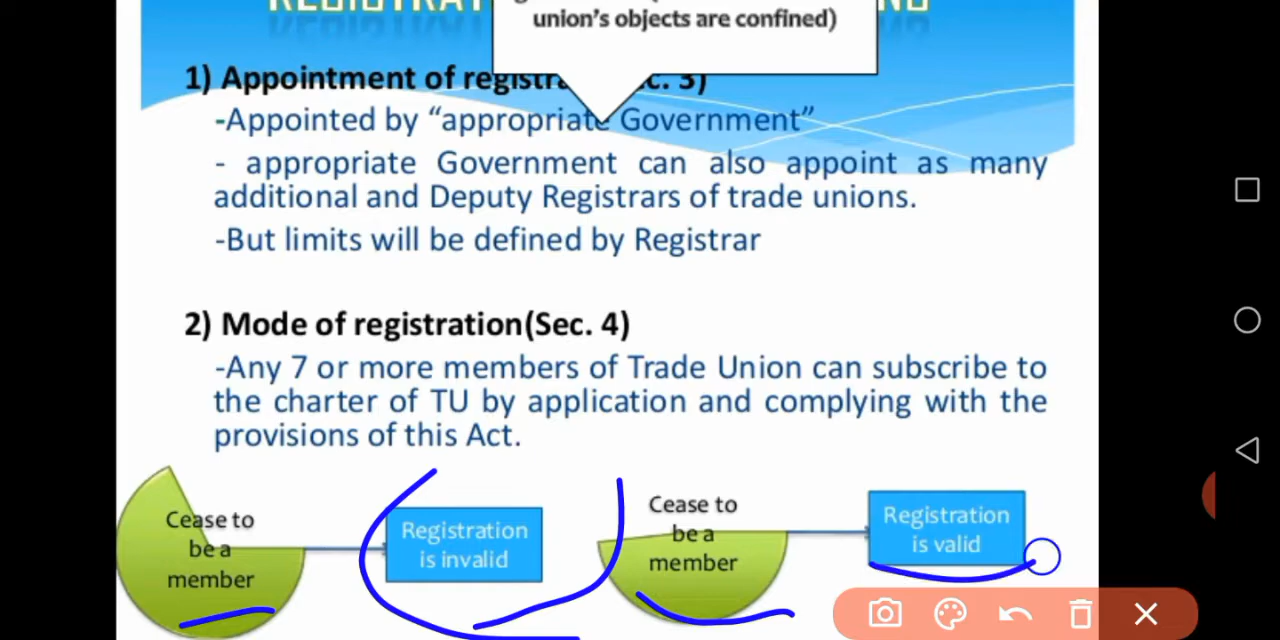 union's objects are confined)
1) Appointment of 3)
-Appointed by “appropriate Government”
- appropriate Government can also appoint as many
additional and Deputy Registrars of trade unions.
-But limits will be defined by Registrar
2) Mode of registration(Sec. 4)
-Any 7 or more members of Trade Union can subscribe to
the charter of TU by application and complying with the
provisions of this Act.
Cease to
be a
member
Registration
is invalid
Cease to
be a
member
Registration
is valid